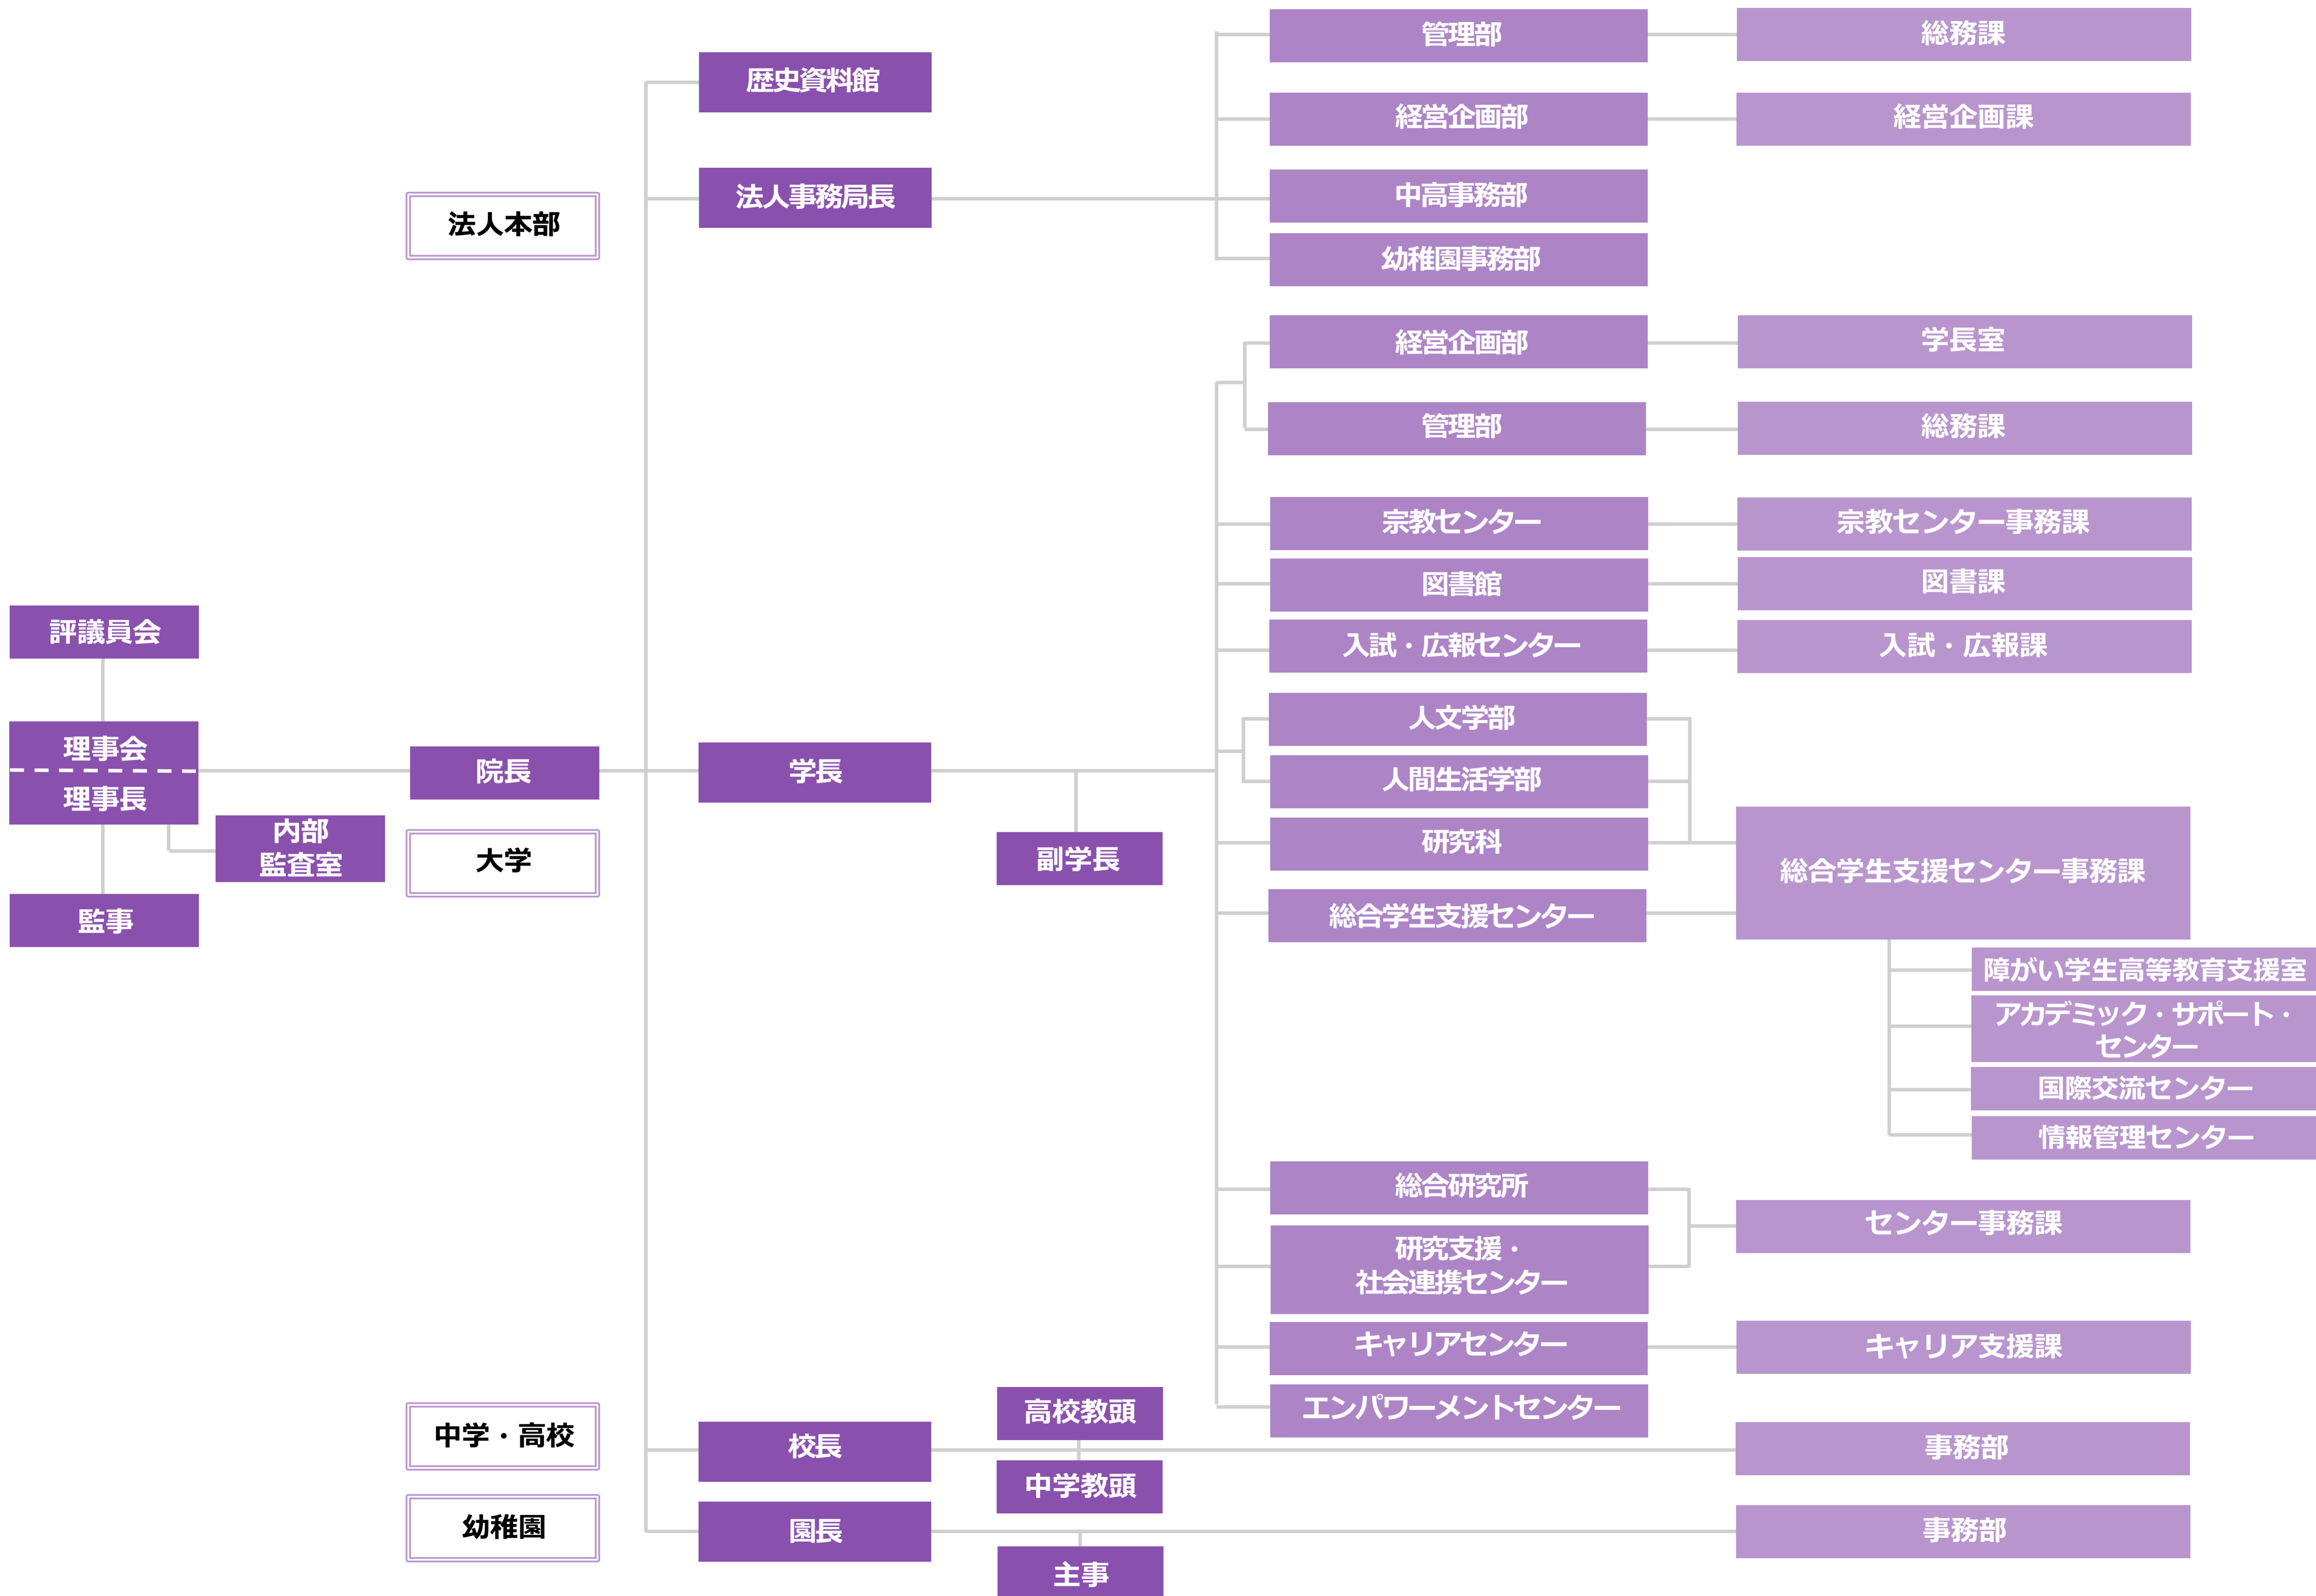 評議員会
理事会
理事長
内部
監査室
監事
院長
法人本部
大学
中学・高校
幼稚園
歴史資料館
法人事務局長
学長
副学長
校長
高校教頭
中学教頭
園長
主事
管理部
総務課
経営企画部
経営企画課
中高事務部
幼稚園事務部
経営企画部
学長室
管理部
総務課
宗教センター
宗教センター事務課
図書館
図書課
入試・広報センター
入試・広報課
人文学部
人間生活学部
研究科
総合学生支援センター
総合学生支援センター事務課
障がい学生高等教育支援室
アカデミック・サポート・
センター
国際交流センター
情報管理センター
総合研究所
研究支援・
社会連携センター
センター事務課
キャリアセンター
キャリア支援課
エンパワーメントセンター
事務部
事務部